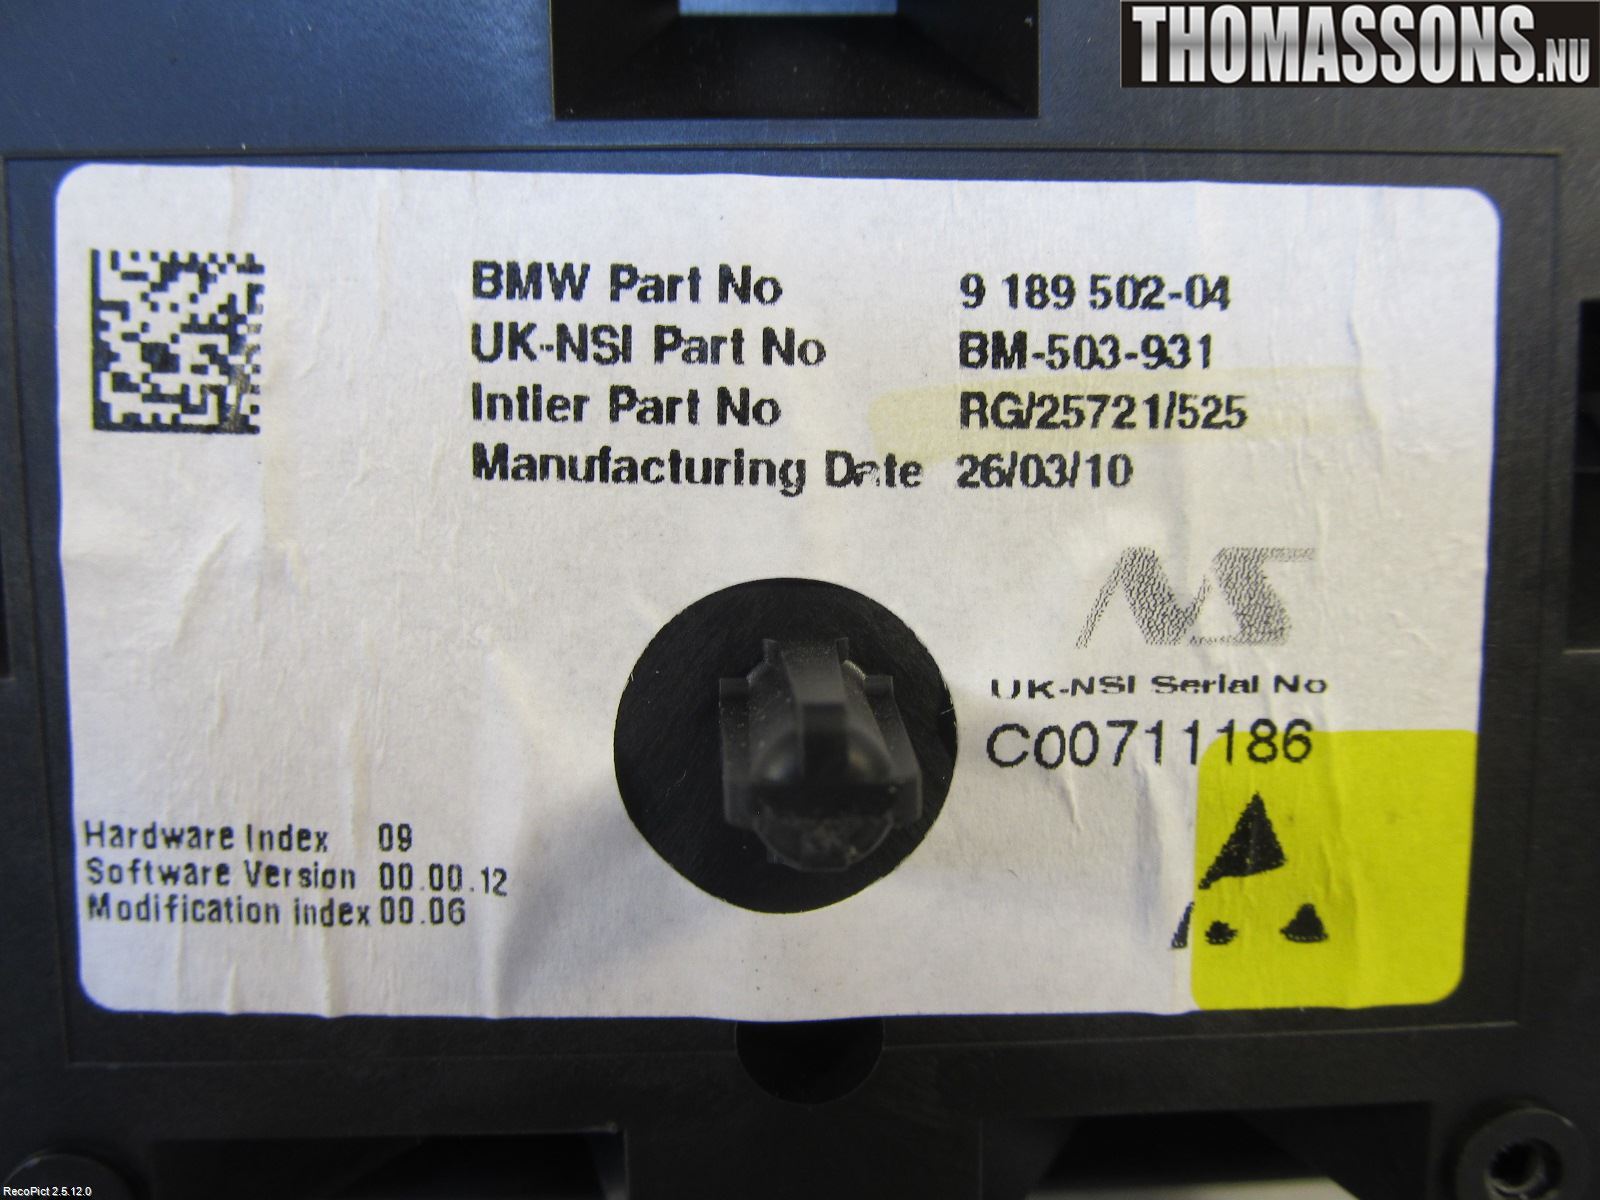 THOMASSONS.NU
BMW Part No 9 189 502-04
UK-NSI Part No BM-503-931
Intier Part No RG/25721/525
Manufacturing Date 26/03/10
NS
UK-NSI Serial No
C00711186
A
Hardware Index 09
Software Version 00.00.12
Modification index 00.06
RecoPict 2.5.12.0